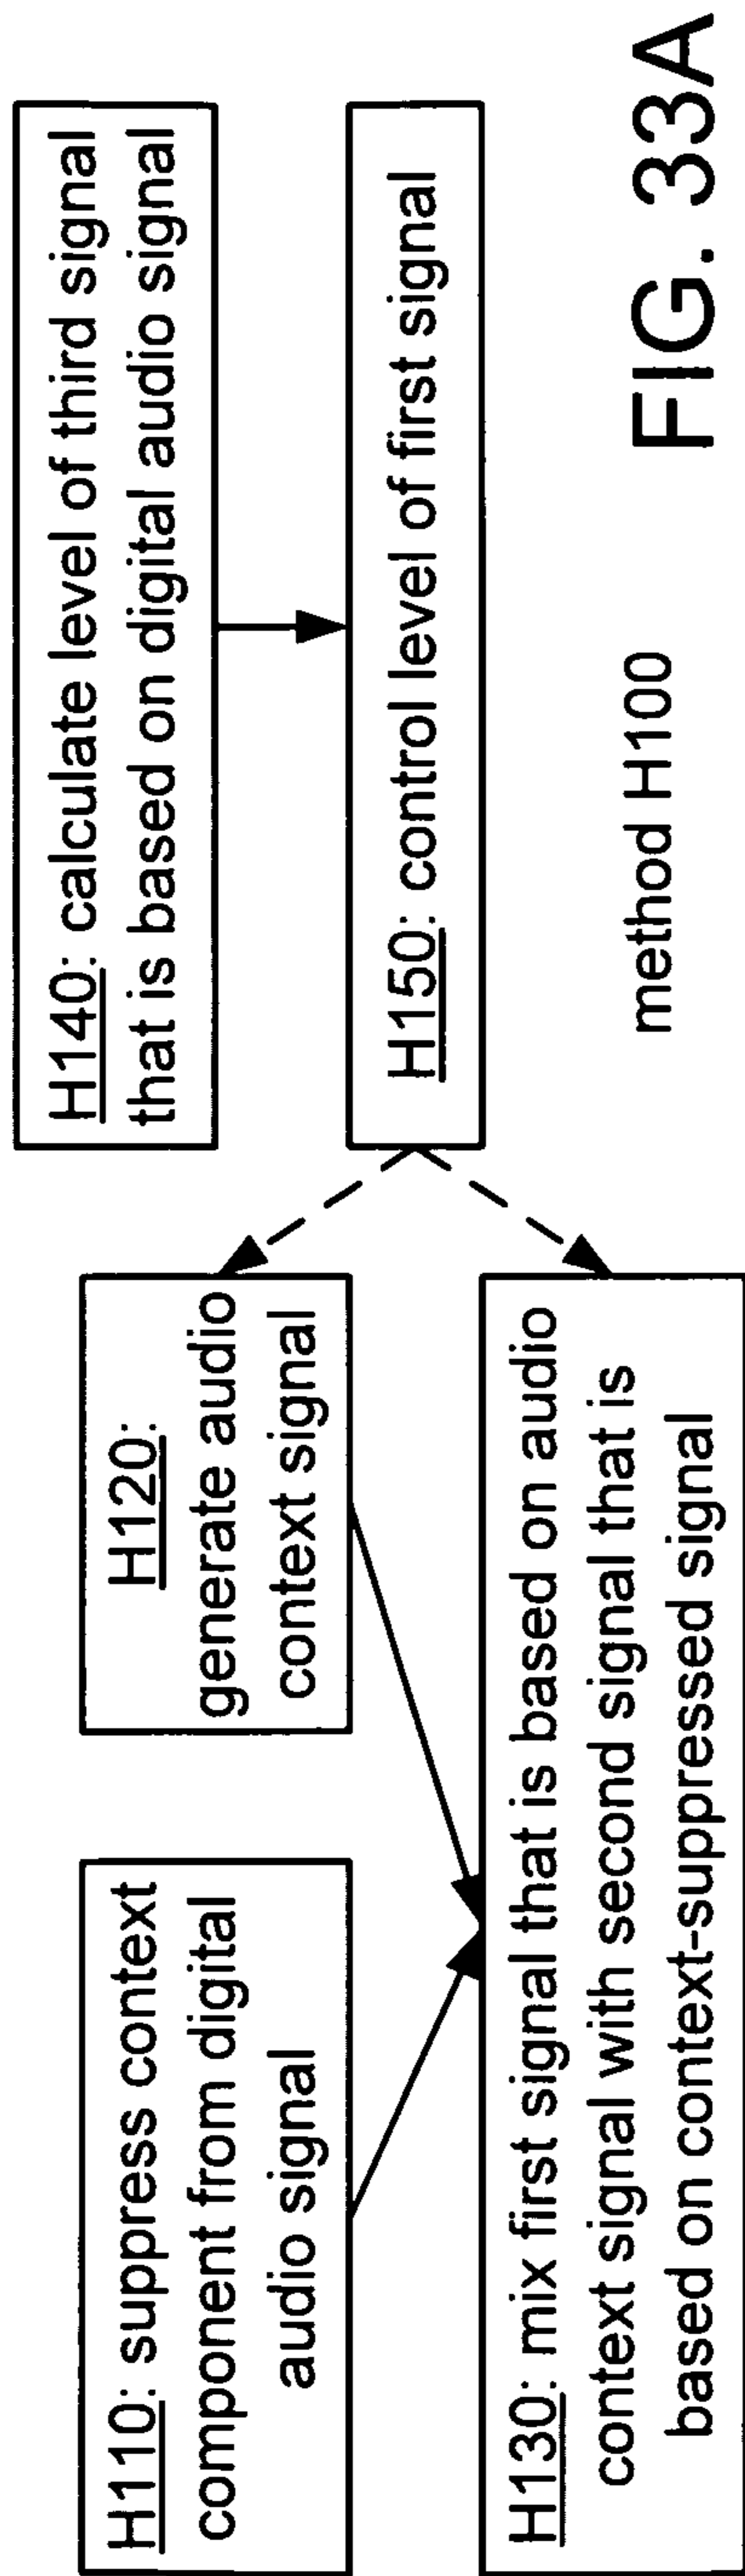 H110: suppress context
component from digital
audio signal
H120:
generate audio
context signal
H130: mix first signal that is based on audio
context signal with second signal that is
based on context-suppressed signal
H140: calculate level of third signal
that is based on digital audio signal
H150: control level of first signal
method H100
FIG. 33A